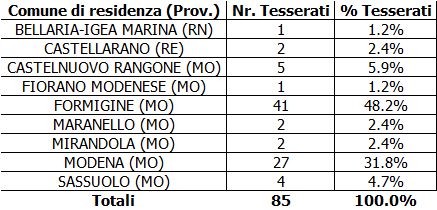 Comune di residenza (Prov.) Nr. Tesserati % Tesserati
BELLARIA-IGEA MARINA (RN) 1 1.2%
CASTELLARANO (RE) 2 2.4%
CASTELNUOVO RANGONE (MO) 5 5.9%
FIORANO MODENESE (MO) 1 1.2%
FORMIGINE (MO) 41 48.2%
MARANELLO (MO) 2 2.4%
MIRANDOLA (MO) 2 2.4%
MODENA (MO) 27 31.8%
SASSUOLO (MO) 4 4.7%
Totali 85 100.0%